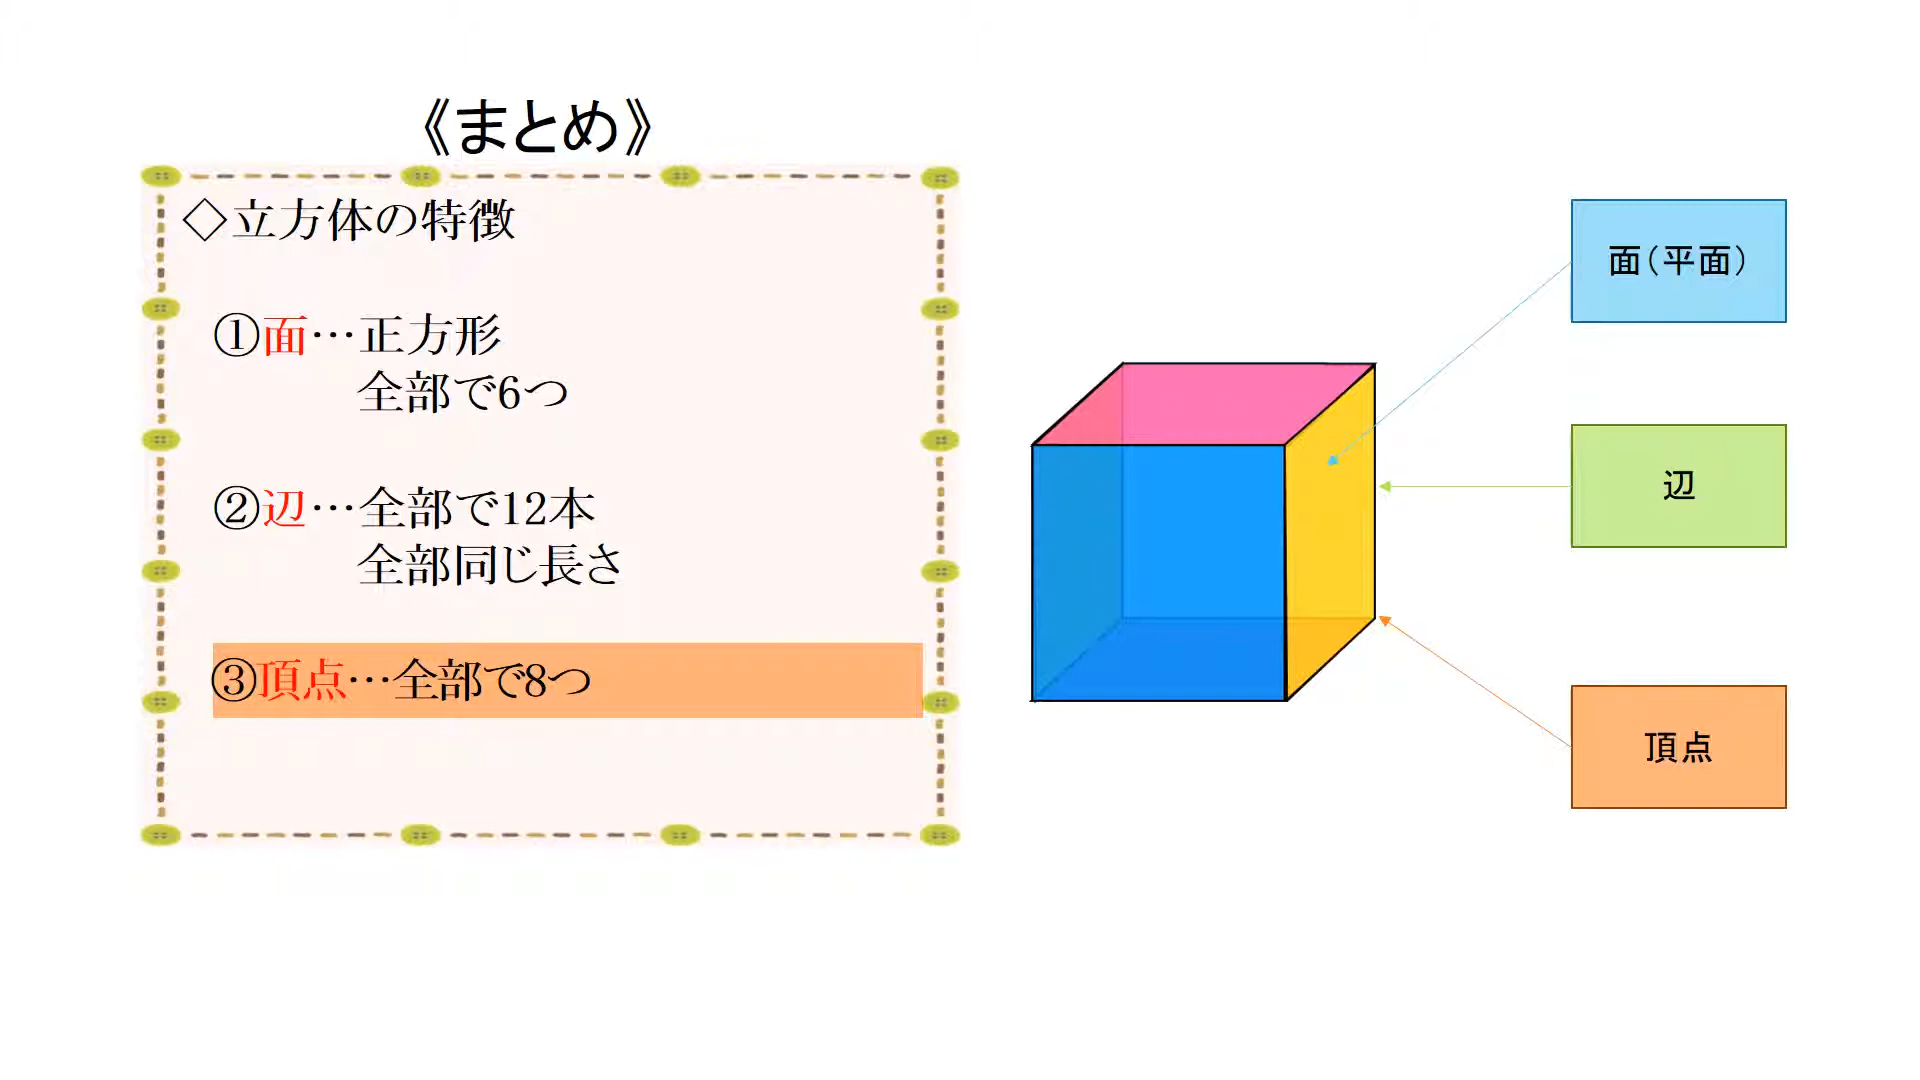 《まとめ》
◇立方体の特徴
①面…正方形
全部で6つ
②辺…全部で12本
全部同じ長さ
③頂点…全部で8つ
面（平面）
辺
頂点